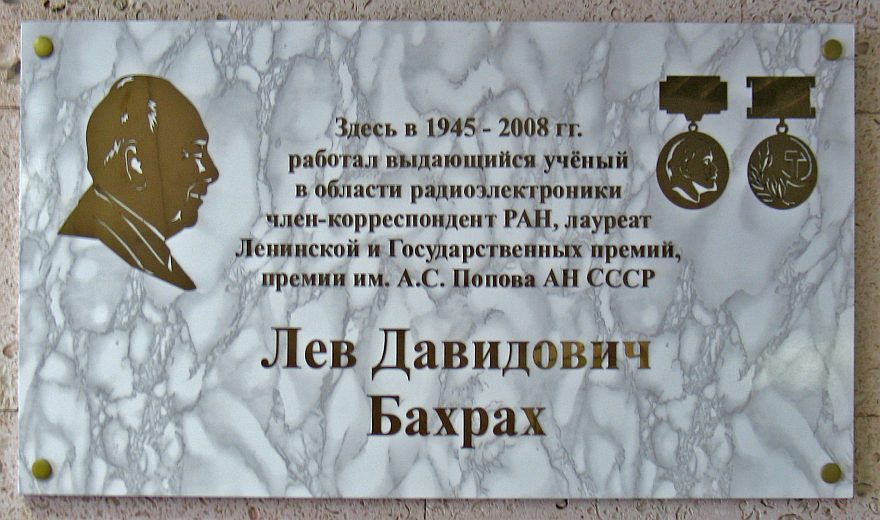 Здесь в 1945 - 2008 гг.
работал выдающийся учёный
в области радиоэлектроники
член-корреспондент РАН, лауреат
Ленинской и Государственных премий,
премии им. А.С. Попова АН СССР
Лев Давидович
Бахрах